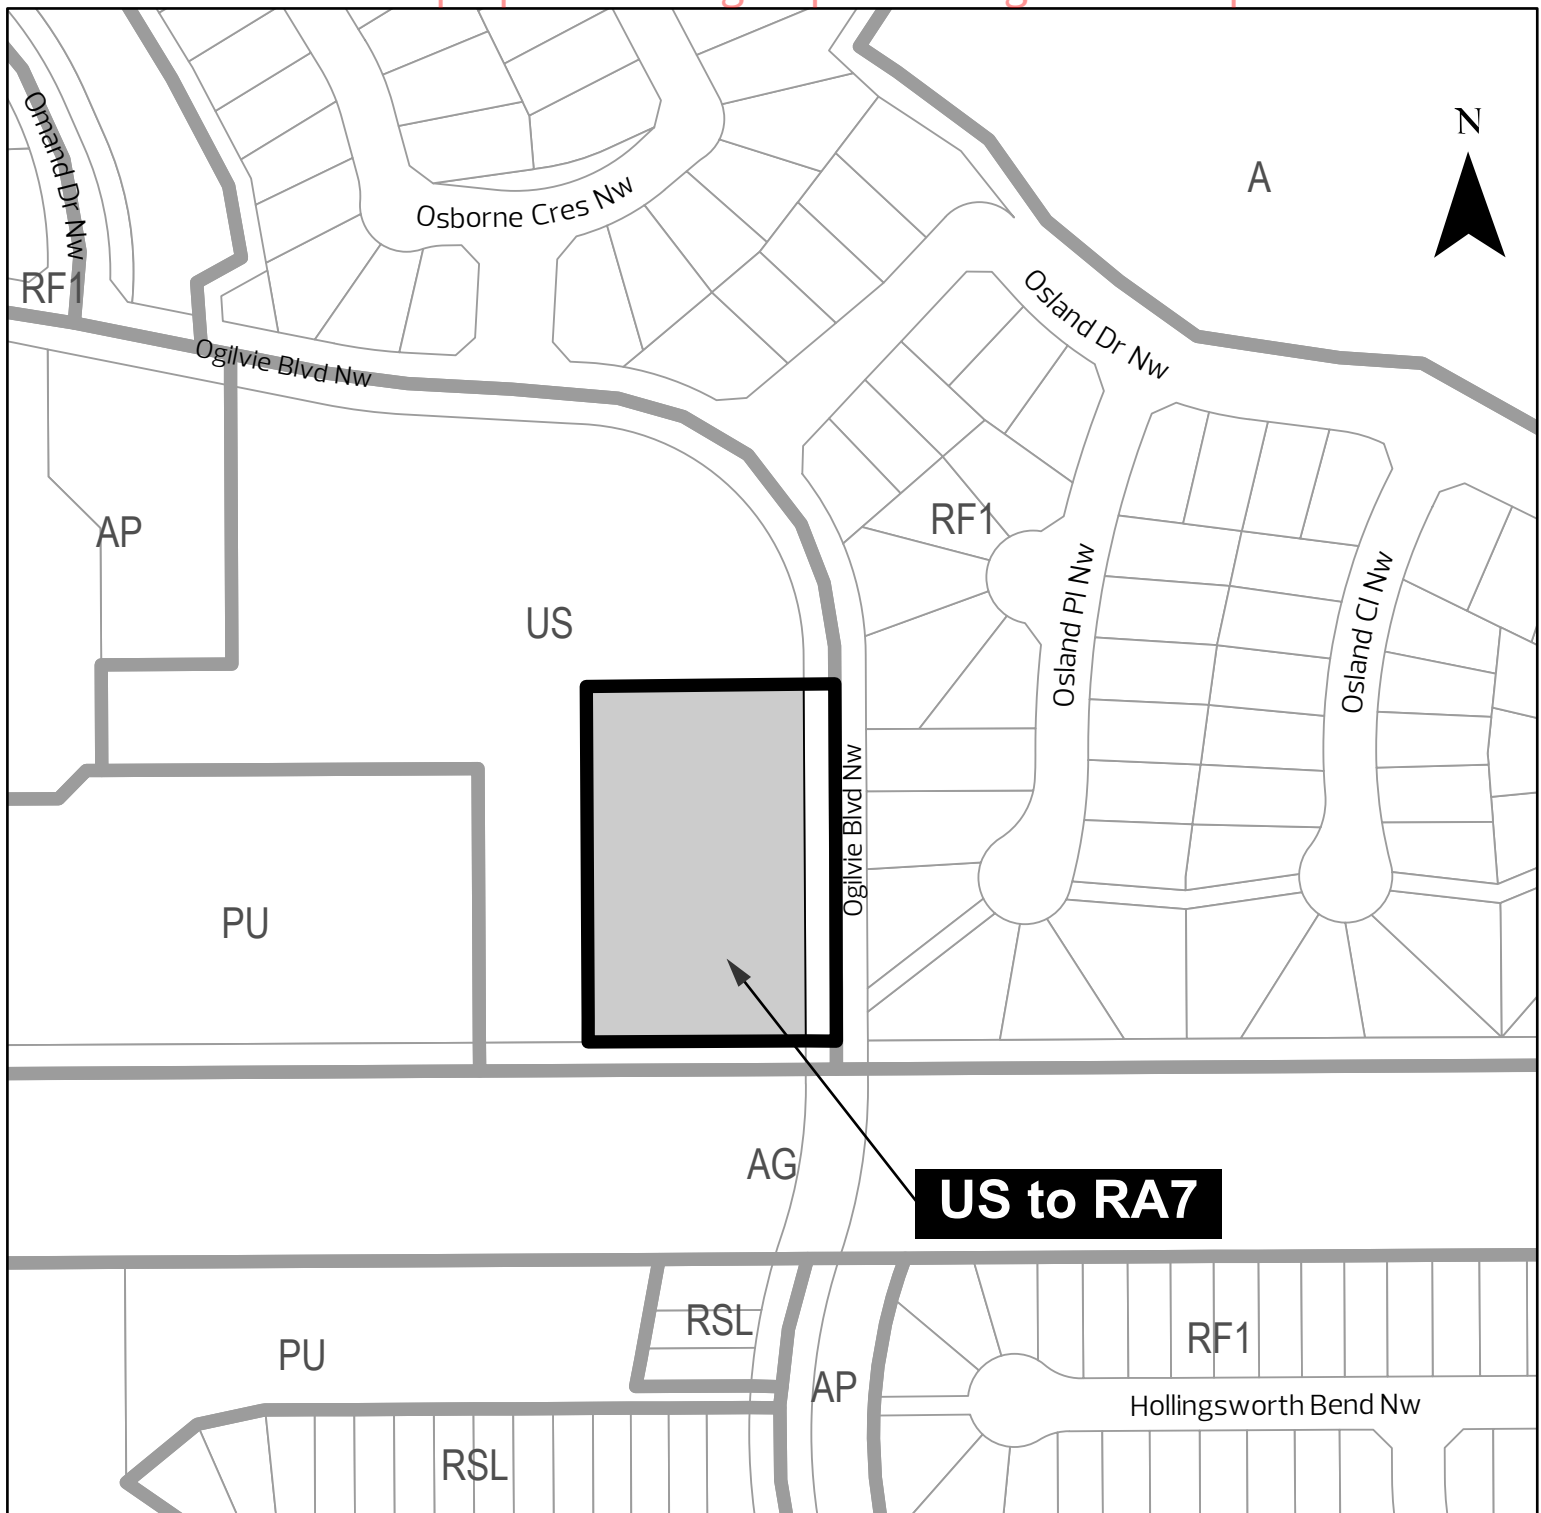 N
A
Omand Dr Nw
Osborne Cres Nw
RF1
Osland Dr Nw
Ogilvie Blvd Nw
AP
RF1
US
Osland Pl Nw
Osland Cl Nw
Ogilvie Blvd Nw
PU
AG
US to RA7
RSL
PU
RF1
AP
Hollingsworth Bend Nw
RSL